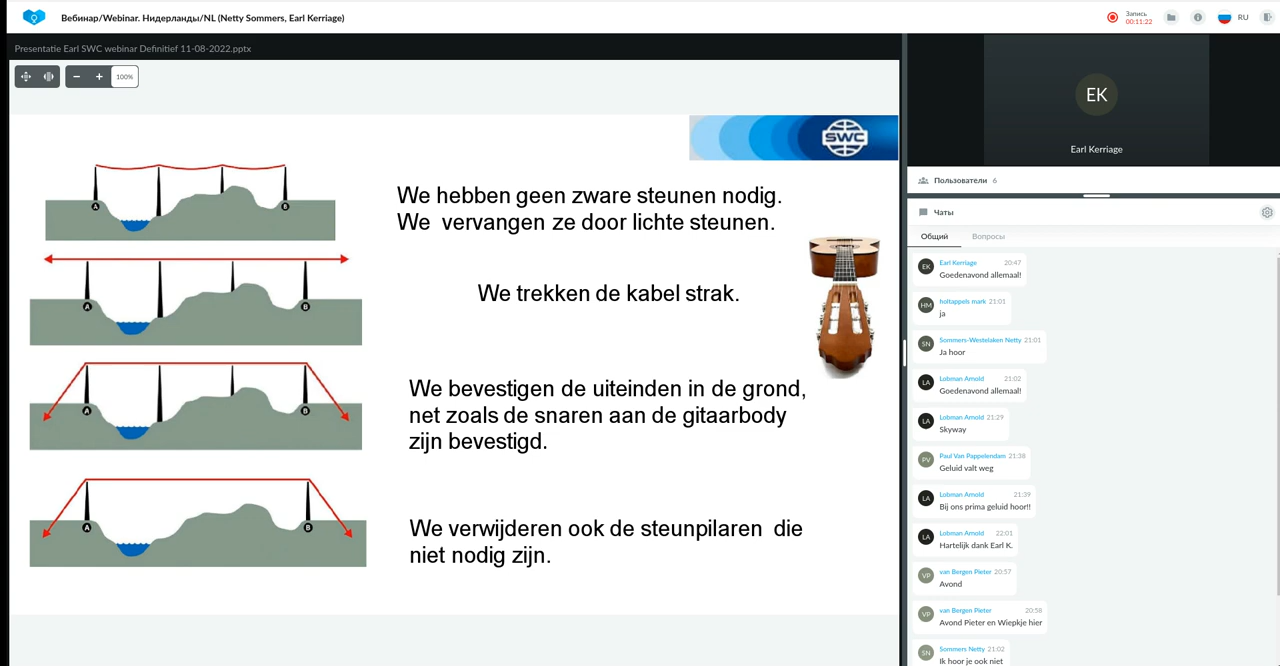 Вебинар/Webinar. Нидерланды/NL (Netty Sommers, Earl Kerriage)
Запись
00:11:22
RU
Presentatie Earl SWC webinar Definitief 11-08-2022.pptx
100%
SWC
We hebben geen zware steunen nodig.
We vervangen ze door lichte steunen.
A
B
We trekken de kabel strak.
A
B
We bevestigen de uiteinden in de grond,
net zoals de snaren aan de gitaarbody
zijn bevestigd.
A
B
We verwijderen ook de steunpilaren die
niet nodig zijn.
A
B
EK
Earl Kerriage
Пользователи 6
Чаты
Общий Вопросы
EK Earl Kerriage 20:47
Goedenavond allemaal!
HM holtappels mark 21:01
ja
SN Sommers-Westelaken Netty 21:01
Ja hoor
LA Lobman Arnold 21:02
Goedenavond allemaal!
LA Lobman Arnold 21:29
Skyway
PV Paul Van Pappelendam 21:38
Geluid valt weg
LA Lobman Arnold 21:39
Bij ons prima geluid hoor!!
LA Lobman Arnold 22:01
Hartelijk dank Earl K.
VP van Bergen Pieter 20:57
Avond
VP van Bergen Pieter 20:58
Avond Pieter en Wiepkje hier
SN Sommers Netty 21:02
Ik hoor je ook niet